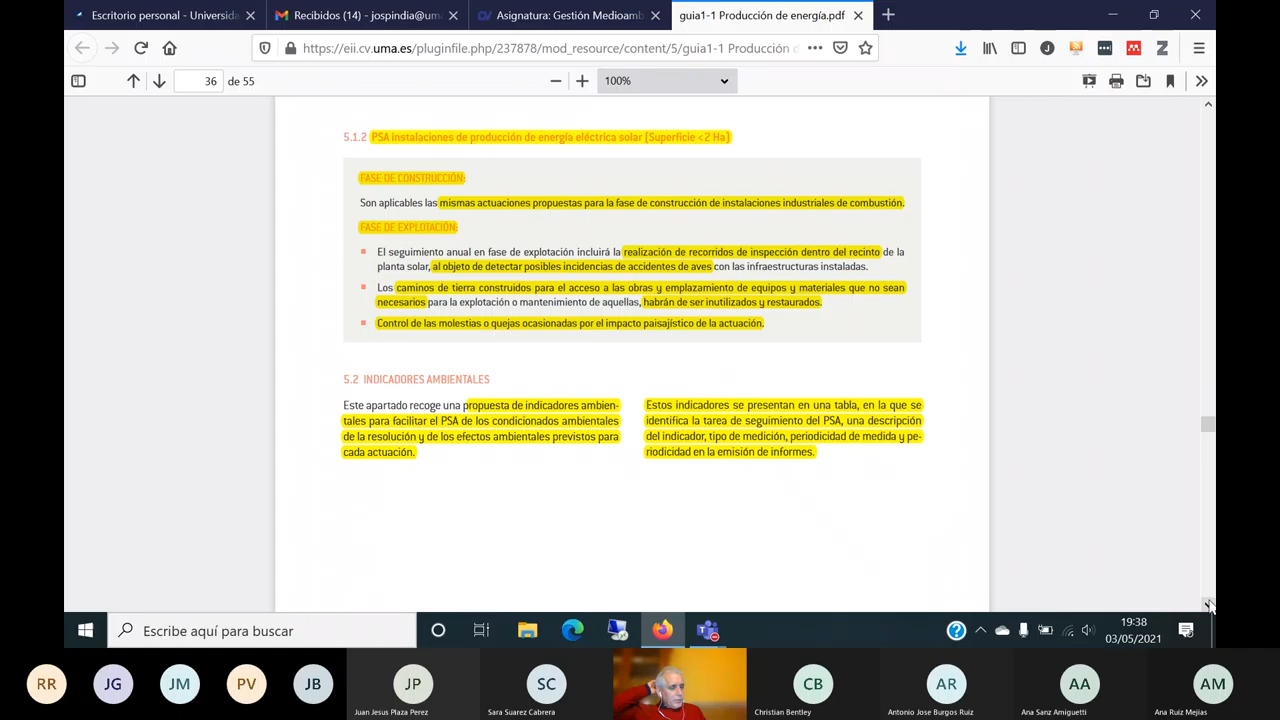 Escritorio personal - Universida
Recibidos (14) - jospindia@uma
Asignatura: Gestión Medioamb
guia1-1 Producción de energía.pdf
https://eii.cv.uma.es/pluginfile.php/237878/mod_resource/content/5/guia1-1 Producción d
36 de 55
100%
5.1.2 PSA instalaciones de producción de energía eléctrica solar (Superficie <2 Ha)
FASE DE CONSTRUCCIÓN:
Son aplicables las mismas actuaciones propuestas para la fase de construcción de instalaciones industriales de combustión.
FASE DE EXPLOTACIÓN:
El seguimiento anual en fase de explotación incluirá la realización de recorridos de inspección dentro del recinto de la
planta solar, al objeto de detectar posibles incidencias de accidentes de aves con las infraestructuras instaladas.
Los caminos de tierra construidos para el acceso a las obras y emplazamiento de equipos y materiales que no sean
necesarios para la explotación o mantenimiento de aquellas, habrán de ser inutilizados y restaurados.
Control de las molestias o quejas ocasionadas por el impacto paisajístico de la actuación.
5.2 INDICADORES AMBIENTALES
Este apartado recoge una propuesta de indicadores ambien-
tales para facilitar el PSA de los condicionados ambientales
de la resolución y de los efectos ambientales previstos para
cada actuación.
Estos indicadores se presentan en una tabla, en la que se
identifica la tarea de seguimiento del PSA, una descripción
del indicador, tipo de medición, periodicidad de medida y pe-
riodicidad en la emisión de informes.
Escribe aquí para buscar
19:38
03/05/2021
RR
JG
JM
PV
JB
JP
SC
CB
AR
AA
AM
Juan Jesus Plaza Perez
Sara Suarez Cabrera
Christian Bentley
Antonio Jose Burgos Ruiz
Ana Sanz Amiguetti
Ana Ruiz Mejias